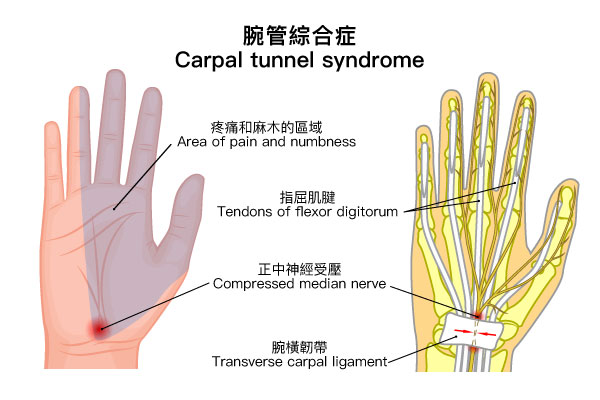 腕管綜合症
Carpal tunnel syndrome
疼痛和麻木的區域
Area of pain and numbness
指屈肌腱
Tendons of flexor digitorum
正中神經受壓
Compressed median nerve
腕橫韌帶
Transverse carpal ligament